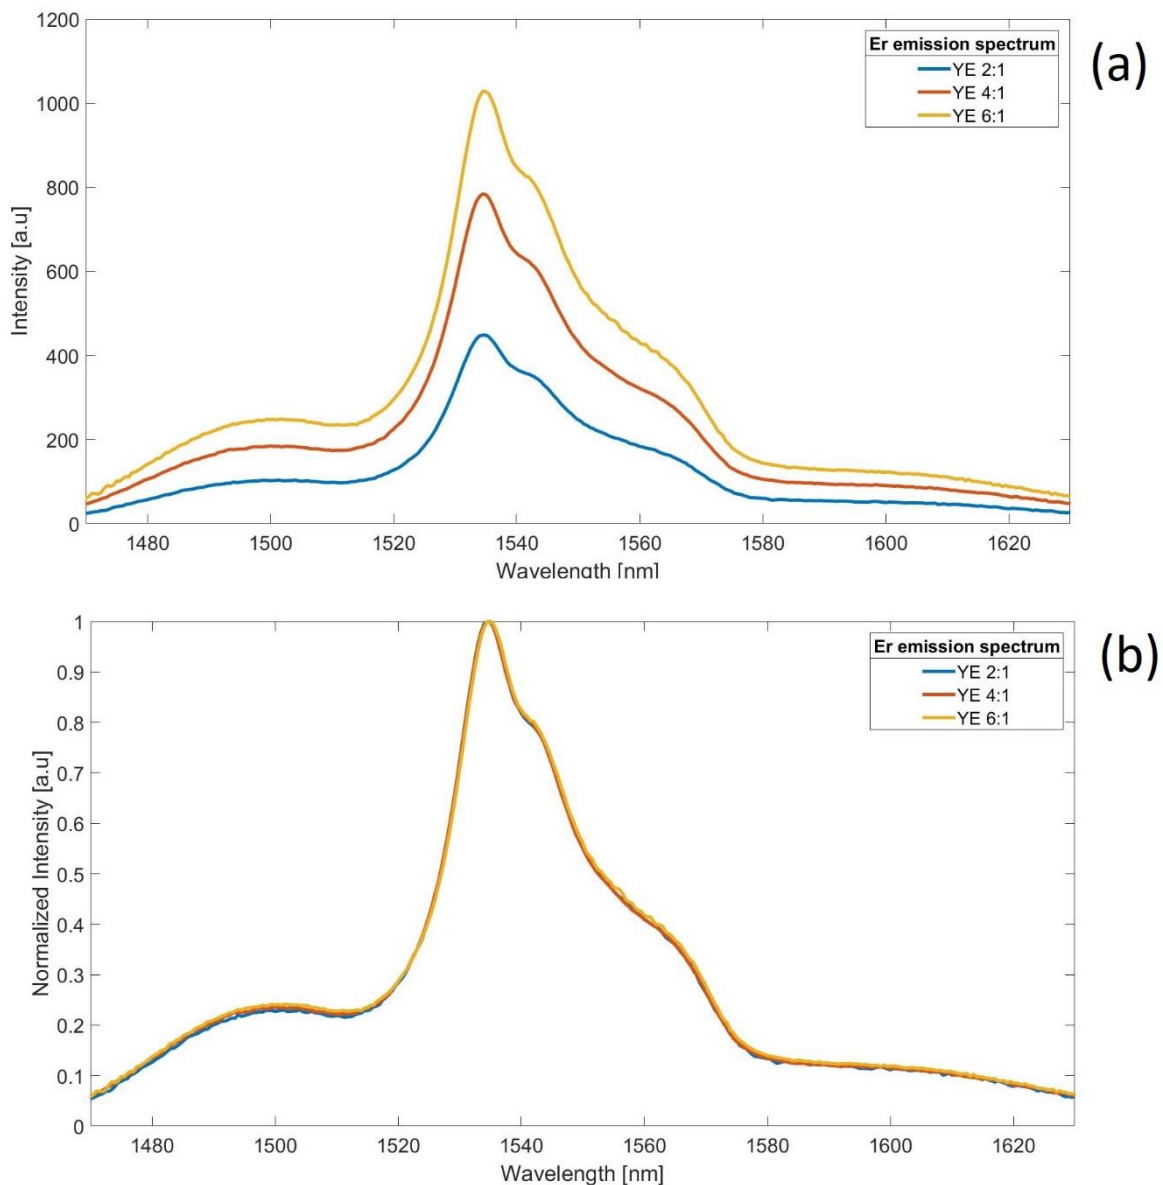 1200
1000
800
600
400
200
0
Intensity [a.u]
Er emission spectrum
YE 2:1
YE 4:1
YE 6:1
(a)
1480 1500 1520 1540 1560 1580 1600 1620
Wavelength [nm]
1
0.9
0.8
0.7
0.6
0.5
0.4
0.3
0.2
0.1
0
Normalized Intensity [a.u]
Er emission spectrum
YE 2:1
YE 4:1
YE 6:1
(b)
1480 1500 1520 1540 1560 1580 1600 1620
Wavelength [nm]